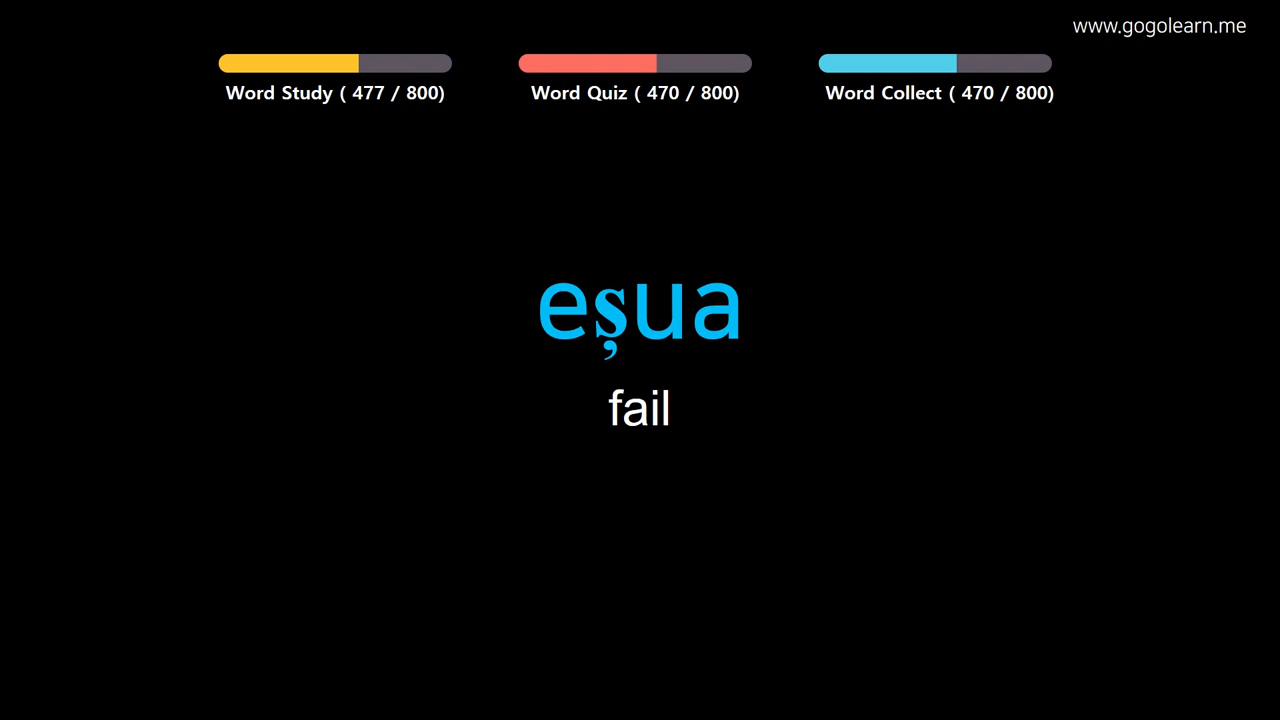 www.gogolearn.me
Word Study ( 477 / 800)
Word Quiz ( 470 / 800)
Word Collect ( 470 / 800)
eșua
fail